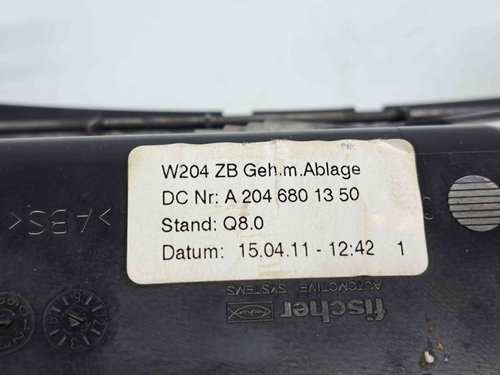 W204 ZB Geh.m.Ablage
DC Nr: A 204 680 13 50
Stand: Q8.0
Datum: 15.04.11 - 12:42 1
>ABS<
fischer
AUTOMOTIVE SYSTEMS